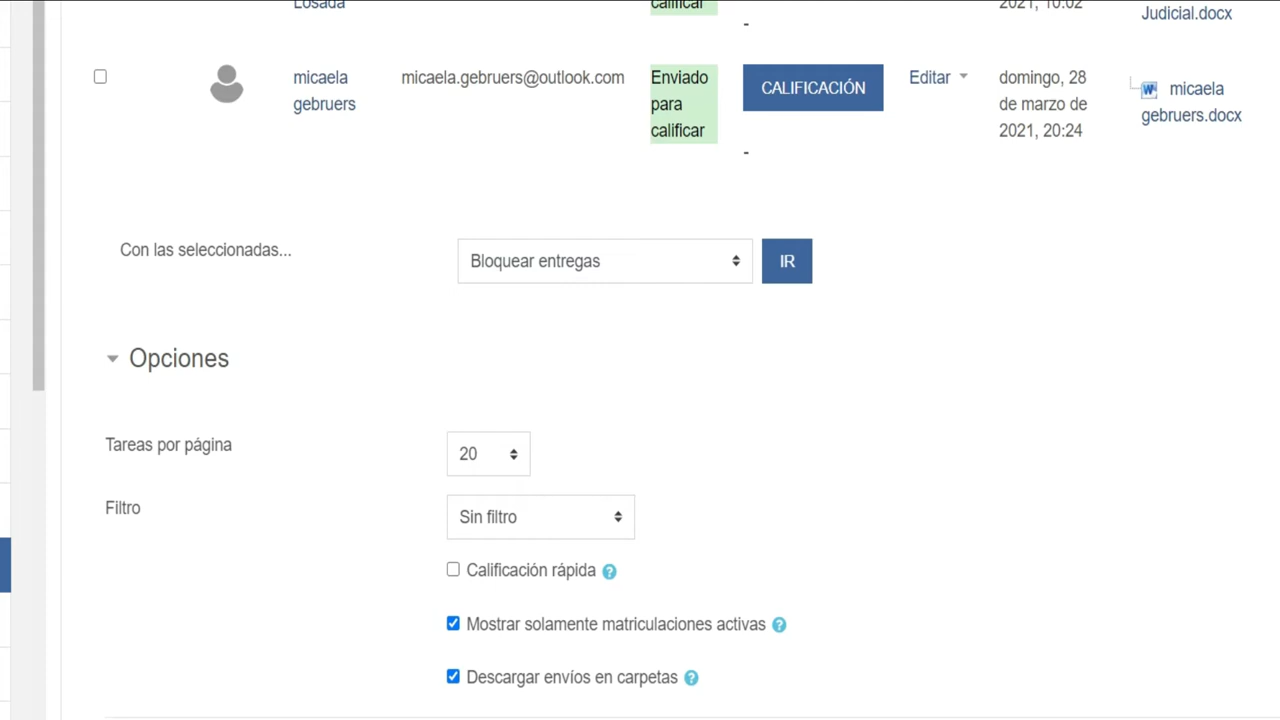 Losada
calificar
2021, 10:02
-
Judicial.docx
micaela
gebruers
micaela.gebruers@outlook.com
Enviado
para
calificar
CALIFICACIÓN
-
Editar
domingo, 28
de marzo de
2021, 20:24
micaela
gebruers.docx
Con las seleccionadas...
Bloquear entregas
IR
Opciones
Tareas por página
20
Filtro
Sin filtro
Calificación rápida
Mostrar solamente matriculaciones activas
Descargar envíos en carpetas